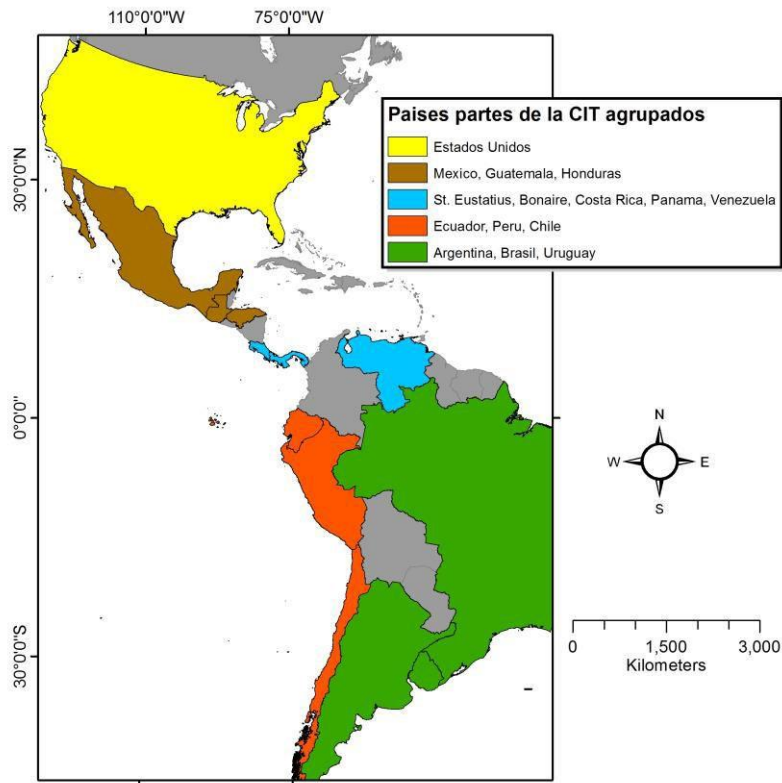 110°0'0"W 75°0'0"W
Paises partes de la CIT agrupados
Estados Unidos
Mexico, Guatemala, Honduras
St. Eustatius, Bonaire, Costa Rica, Panama, Venezuela
Ecuador, Peru, Chile
Argentina, Brasil, Uruguay
30°0'0"N
0°0'0"
30°0'0"S
N
W E
S
0 1,500 3,000
Kilometers